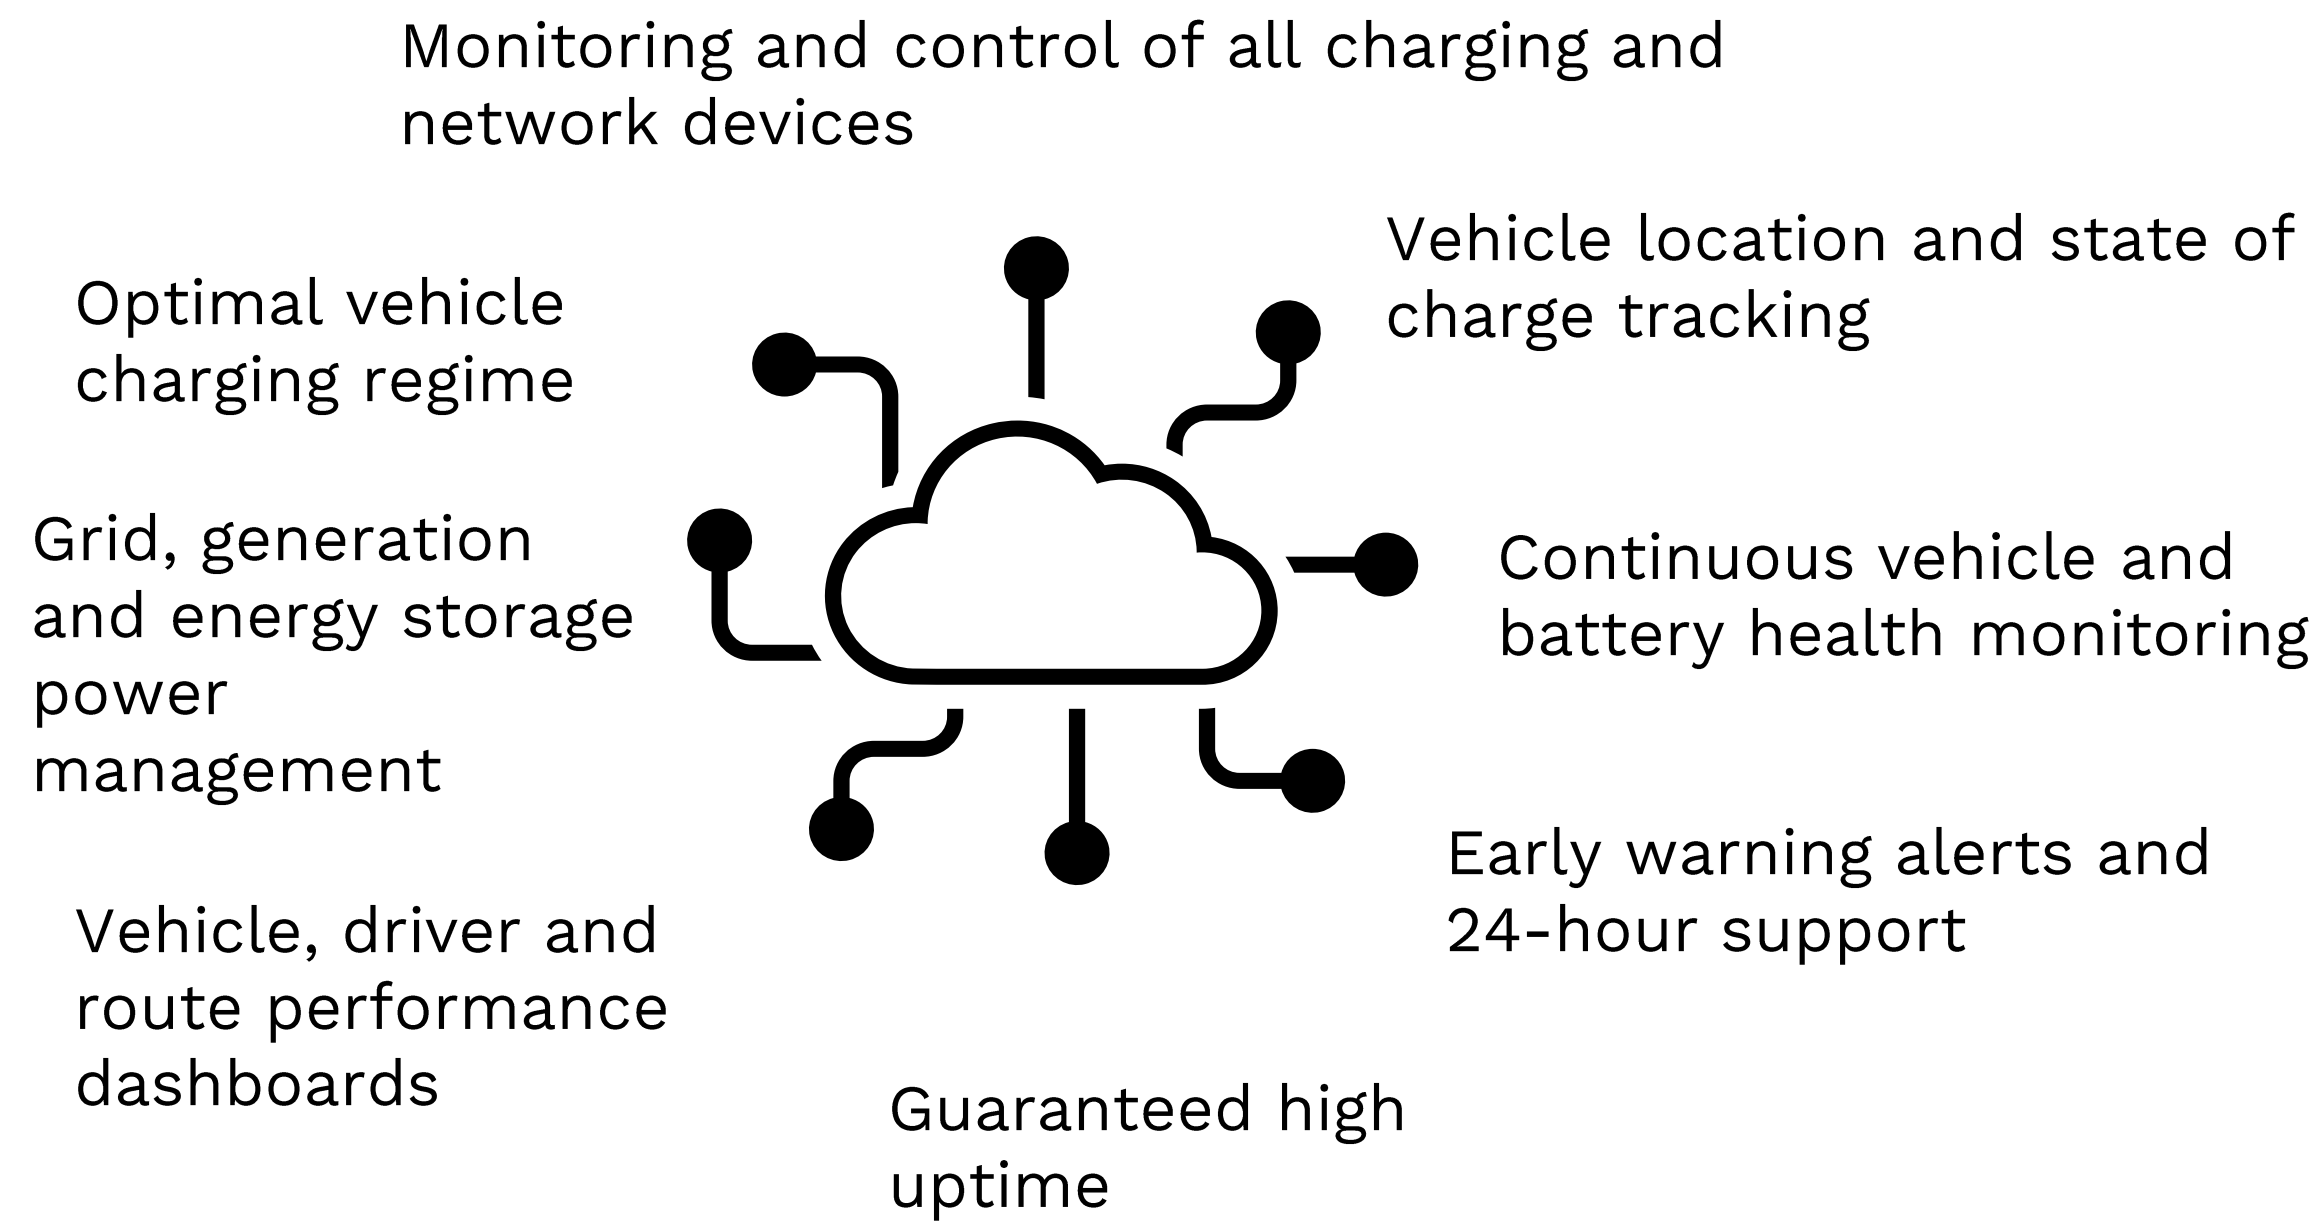 Monitoring and control of all charging and
network devices
Vehicle location and state of
charge tracking
Optimal vehicle
charging regime
Grid, generation
and energy storage
power
management
Continuous vehicle and
battery health monitoring
Early warning alerts and
24-hour support
Vehicle, driver and
route performance
dashboards
Guaranteed high
uptime